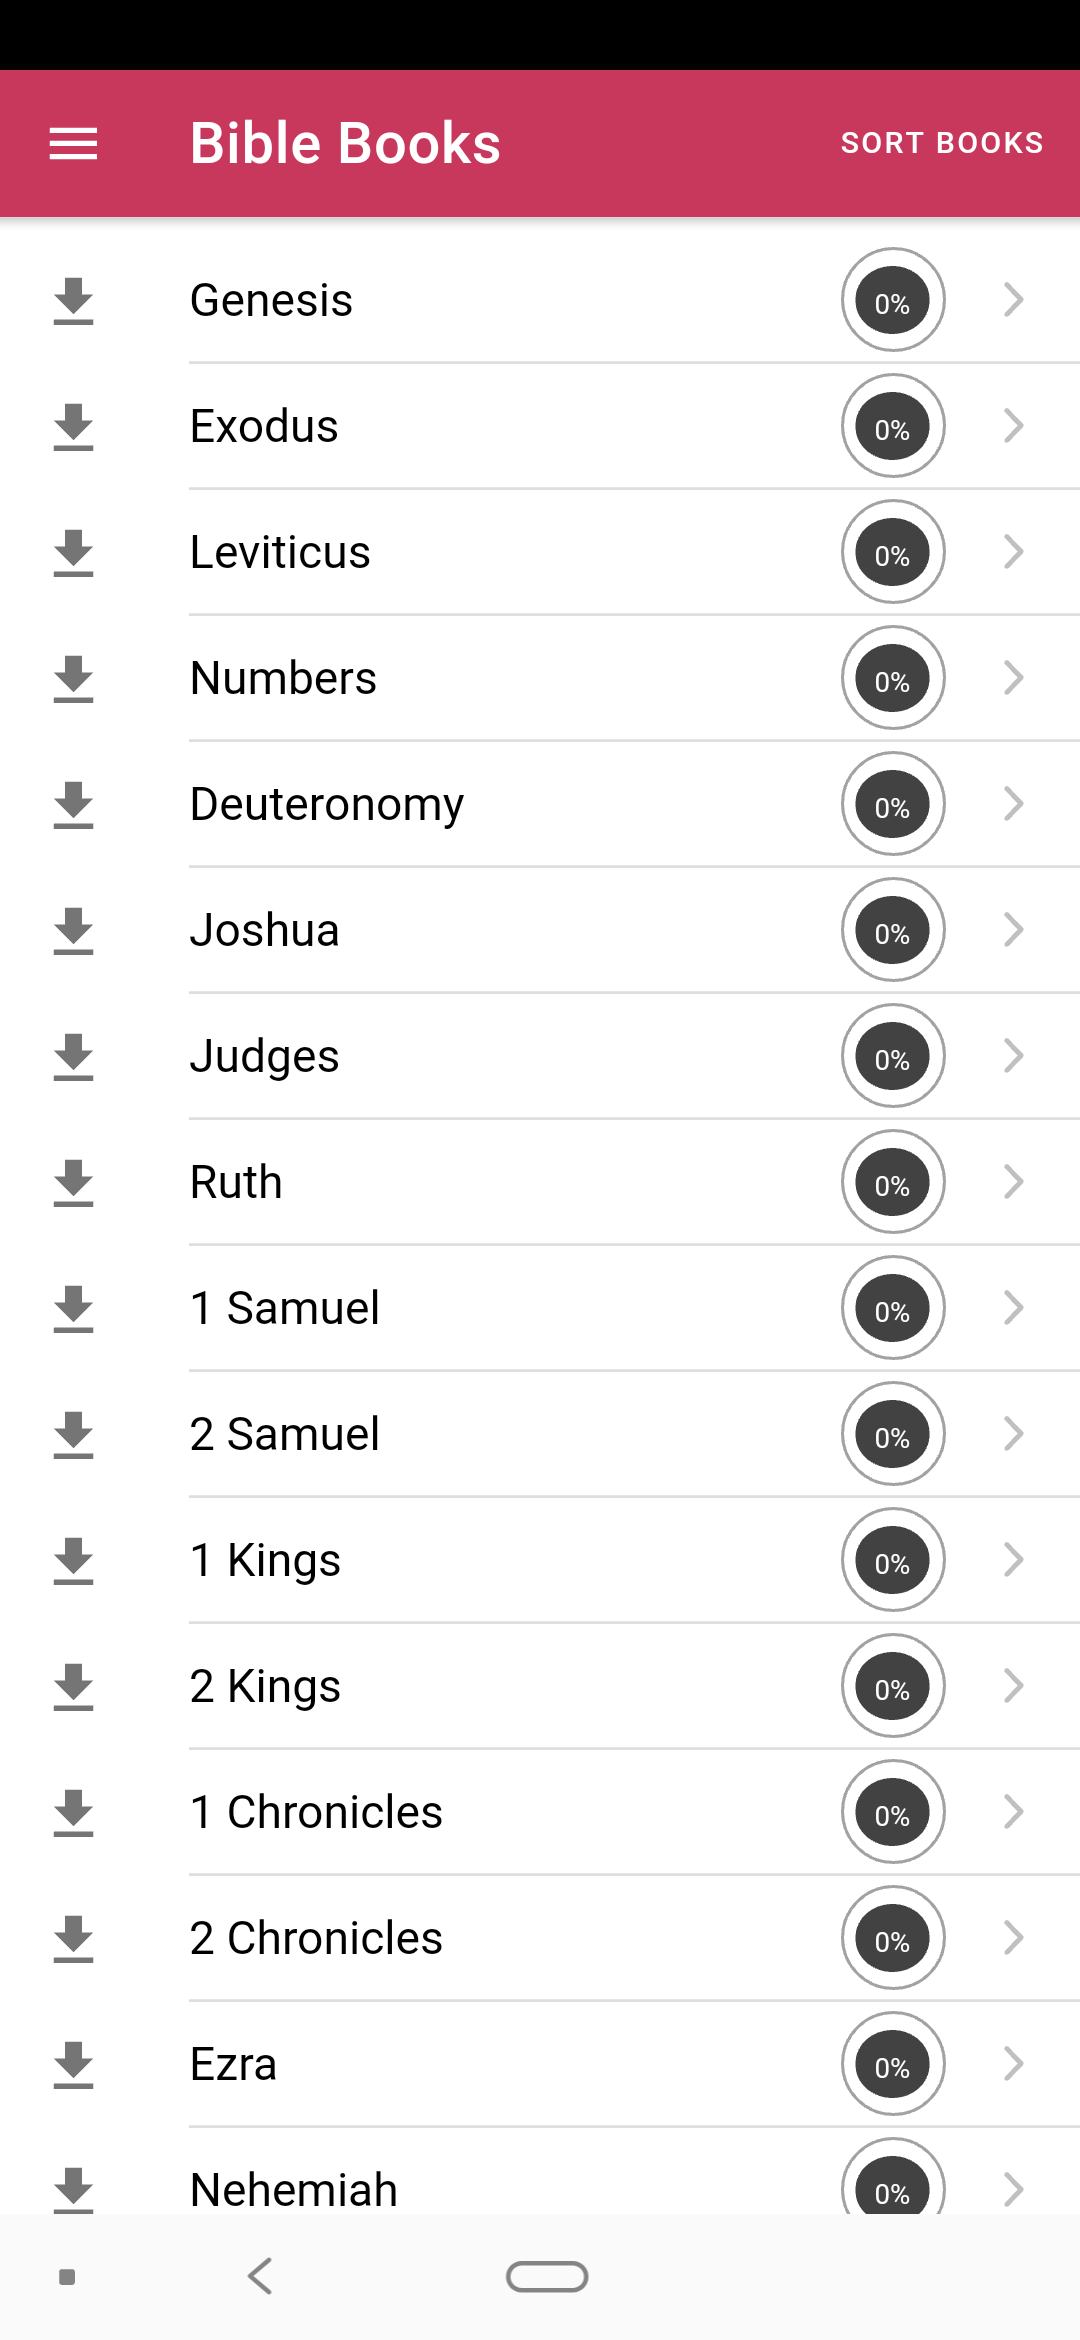 Bible Books SORT BOOKS
Genesis 0%
Exodus 0%
Leviticus 0%
Numbers 0%
Deuteronomy 0%
Joshua 0%
Judges 0%
Ruth 0%
1 Samuel 0%
2 Samuel 0%
1 Kings 0%
2 Kings 0%
1 Chronicles 0%
2 Chronicles 0%
Ezra 0%
Nehemiah 0%